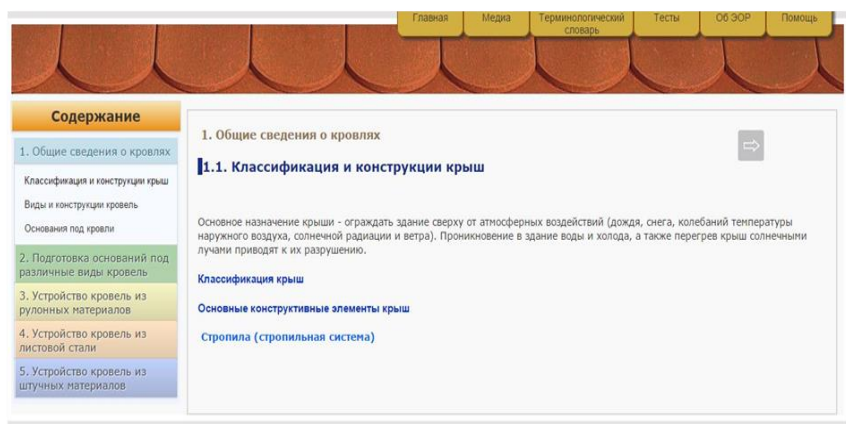 Главная
Медиа
Терминологический
словарь
Тесты
Об ЭОР
Помощь
Содержание
1. Общие сведения о кровлях
Классификация и конструкции крыш
Виды и конструкции кровель
Основания под кровли
2. Подготовка оснований под
различные виды кровель
3. Устройство кровель из
рулонных материалов
4. Устройство кровель из
листовой стали
5. Устройство кровель из
штучных материалов
1. Общие сведения о кровлях
1.1. Классификация и конструкции крыш
Основное назначение крыши - ограждать здание сверху от атмосферных воздействий (дождя, снега, колебаний температуры
наружного воздуха, солнечной радиации и ветра). Проникновение в здание воды и холода, а также перегрев крыш солнечными
лучами приводят к их разрушению.
Классификация крыш
Основные конструктивные элементы крыш
Стропила (стропильная система)